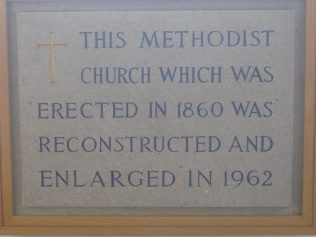 THIS METHODIST
CHURCH WHICH WAS
ERECTED IN 1860 WAS
RECONSTRUCTED AND
ENLARGED IN 1962